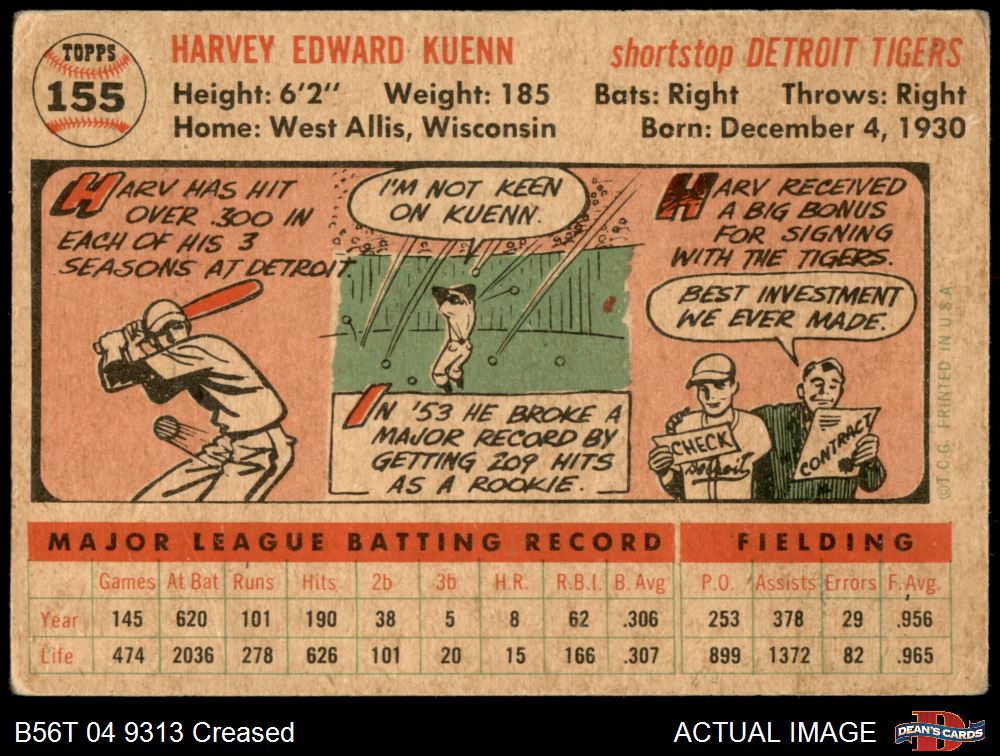 TOPPS
155
HARVEY EDWARD KUENN
shortstop DETROIT TIGERS
Height: 6'2" Weight: 185 Bats: Right Throws: Right
Home: West Allis, Wisconsin Born: December 4, 1930
HARV HAS HIT
OVER .300 IN
EACH OF HIS 3
SEASONS AT DETROIT.
I'M NOT KEEN
ON KUENN.
IN '53 HE BROKE A
MAJOR RECORD BY
GETTING 209 HITS
AS A ROOKIE.
HARV RECEIVED
A BIG BONUS
FOR SIGNING
WITH THE TIGERS.
BEST INVESTMENT
WE EVER MADE.
CHECK
Detroit
CONTRACT
©T.C.G. PRINTED IN U.S.A.
MAJOR LEAGUE BATTING RECORD FIELDING
Games At Bat Runs Hits 2b 3b H.R. R.B.I. B. Avg P.O. Assists Errors F. Avg.
Year 145 620 101 190 38 5 8 62 .306 253 378 29 .956
Life 474 2036 278 626 101 20 15 166 .307 899 1372 82 .965
B56T 04 9313 Creased ACTUAL IMAGE
DEAN'S CARDS